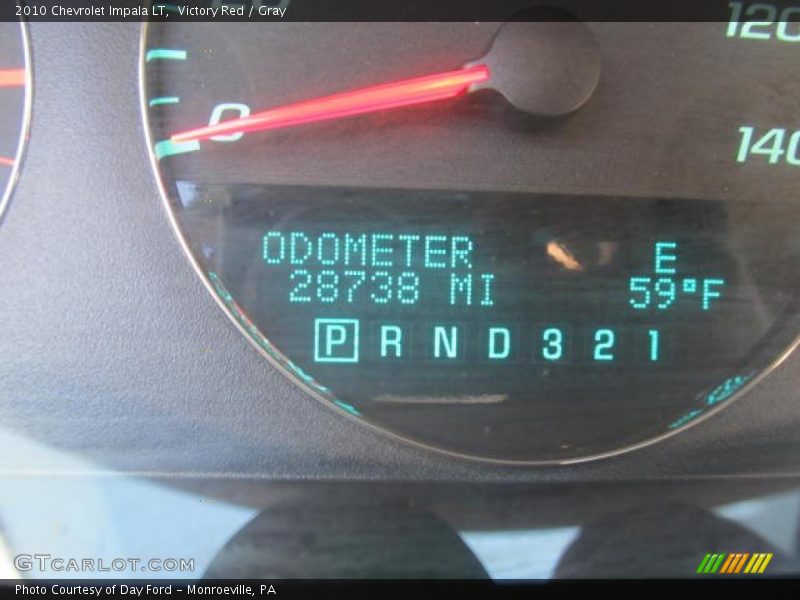 2010 Chevrolet Impala LT, Victory Red / Gray
120
0
140
ODOMETER E
28738 MI 59°F
P R N D 3 2 1
GTCARLOT.COM
Photo Courtesy of Day Ford – Monroeville, PA